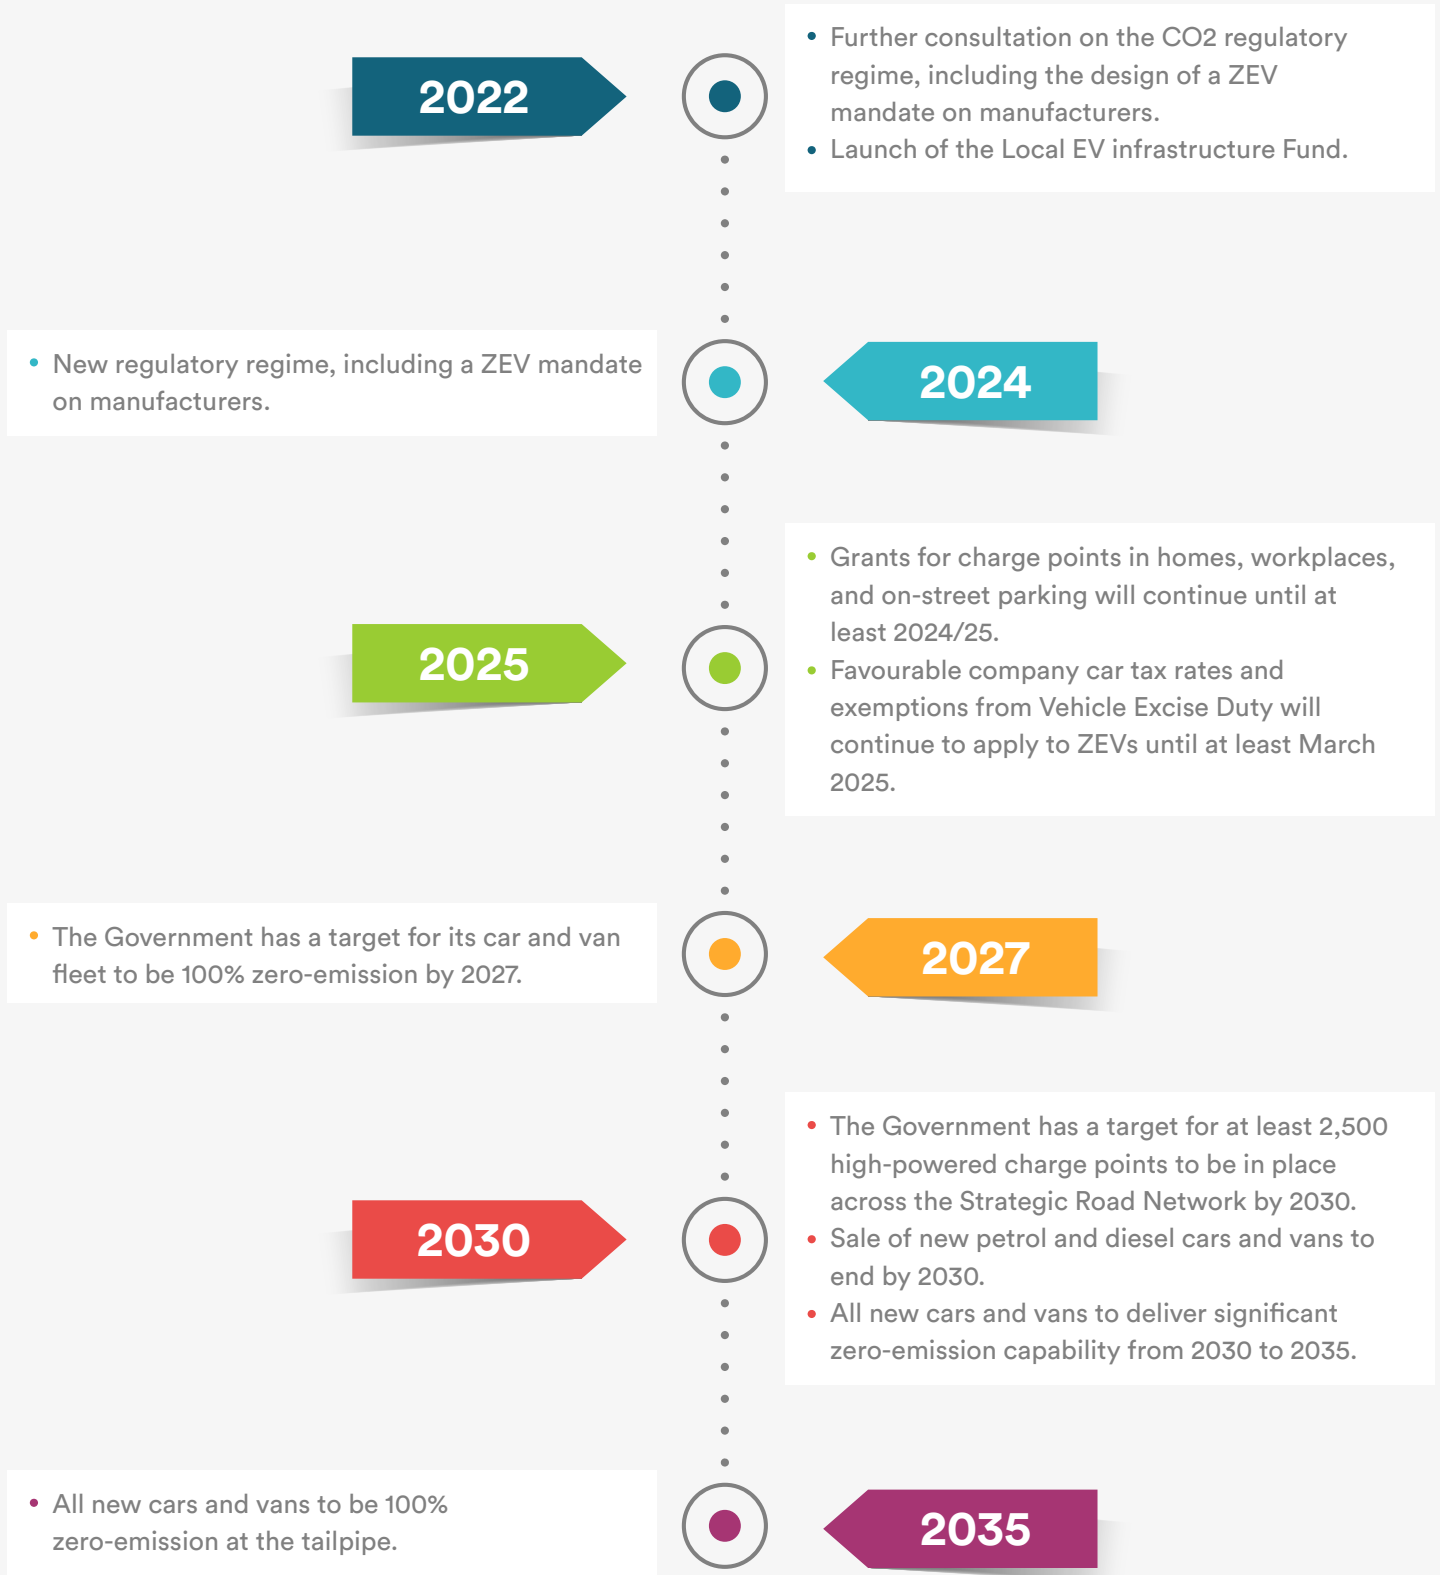 2022
• Further consultation on the CO2 regulatory
regime, including the design of a ZEV
mandate on manufacturers.
• Launch of the Local EV infrastructure Fund.
2024
• New regulatory regime, including a ZEV mandate
on manufacturers.
2025
• Grants for charge points in homes, workplaces,
and on-street parking will continue until at
least 2024/25.
• Favourable company car tax rates and
exemptions from Vehicle Excise Duty will
continue to apply to ZEVs until at least March
2025.
2027
• The Government has a target for its car and van
fleet to be 100% zero-emission by 2027.
2030
• The Government has a target for at least 2,500
high-powered charge points to be in place
across the Strategic Road Network by 2030.
• Sale of new petrol and diesel cars and vans to
end by 2030.
• All new cars and vans to deliver significant
zero-emission capability from 2030 to 2035.
2035
• All new cars and vans to be 100%
zero-emission at the tailpipe.